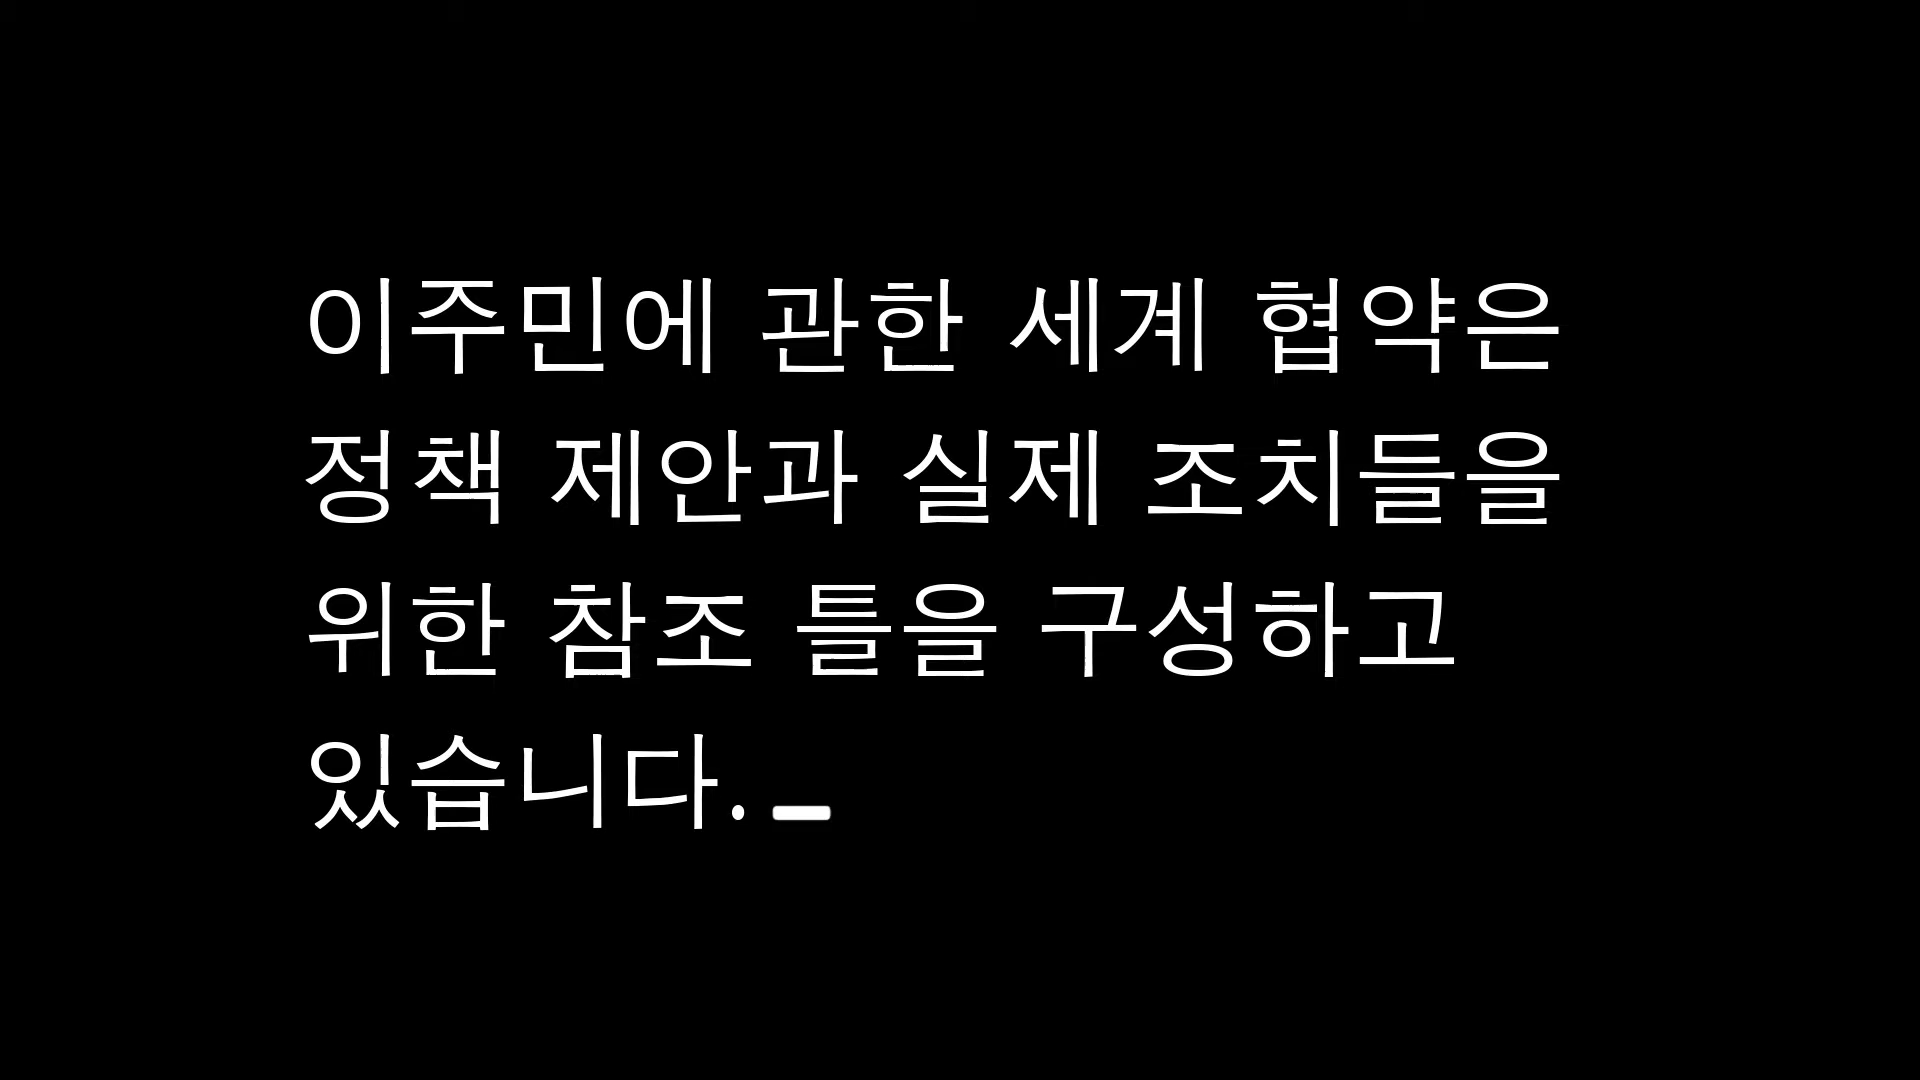 이주민에 관한 세계 협약은
정책 제안과 실제 조치들을
위한 참조 틀을 구성하고
있습니다.